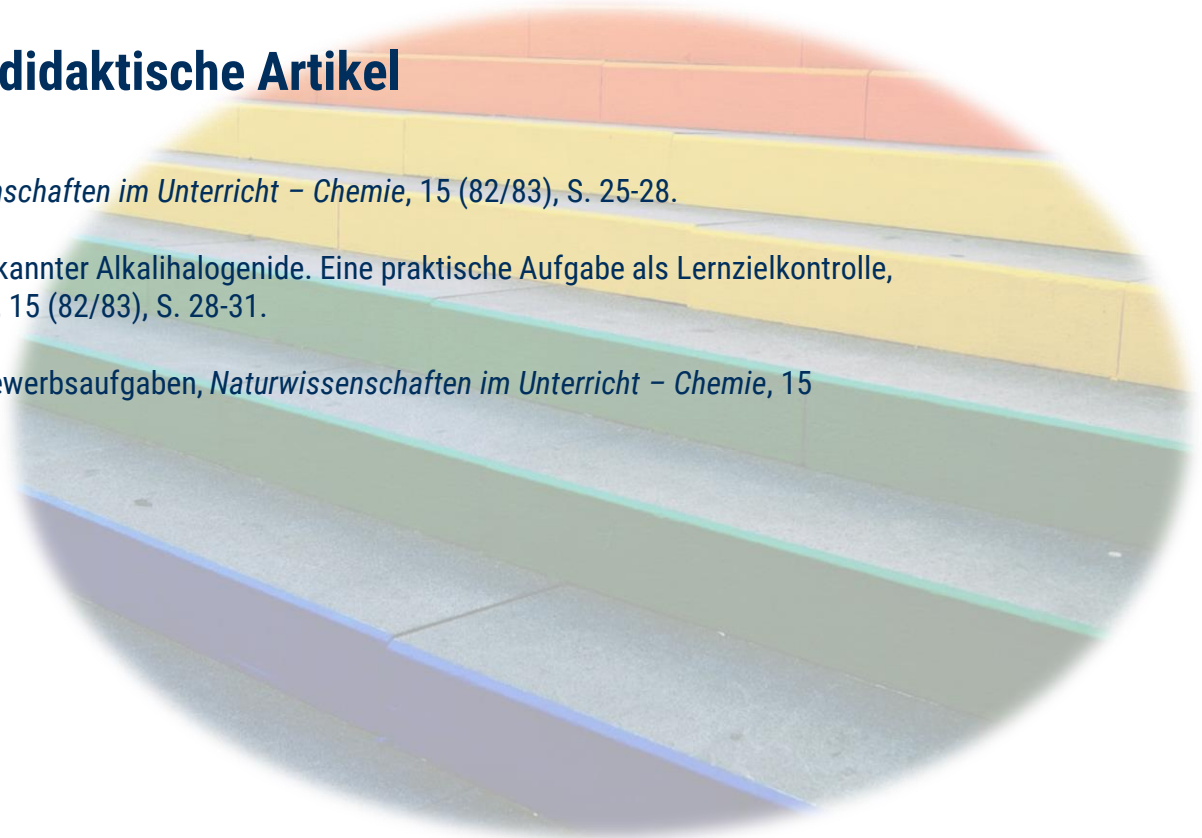 didaktische Artikel
nschaften im Unterricht – Chemie, 15 (82/83), S. 25-28.
kannter Alkalihalogenide. Eine praktische Aufgabe als Lernzielkontrolle,
15 (82/83), S. 28-31.
ewerbsaufgaben, Naturwissenschaften im Unterricht – Chemie, 15